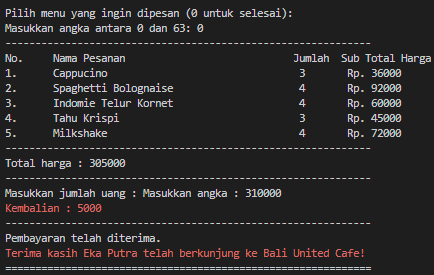 Pilih menu yang ingin dipesan (0 untuk selesai):
Masukkan angka antara 0 dan 63: 0
-------------------------------------------------------------
No. Nama Pesanan Jumlah Sub Total Harga
1. Cappucino 3 Rp. 36000
2. Spaghetti Bolognaise 4 Rp. 92000
3. Indomie Telur Kornet 4 Rp. 60000
4. Tahu Krispi 3 Rp. 45000
5. Milkshake 4 Rp. 72000
-------------------------------------------------------------
Total harga : 305000
-------------------------------------------------------------
Masukkan jumlah uang : Masukkan angka : 310000
Kembalian : 5000
-------------------------------------------------------------
Pembayaran telah diterima.
Terima kasih Eka Putra telah berkunjung ke Bali United Cafe!
=============================================================